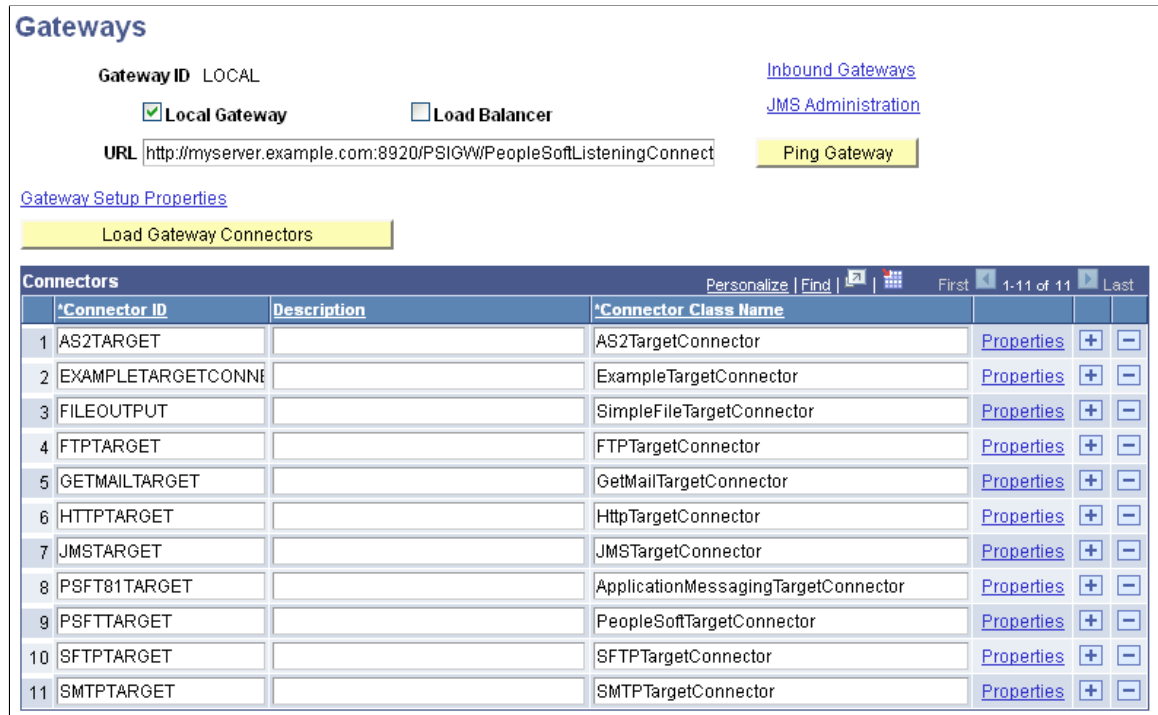 Gateways
Gateway ID LOCAL
Inbound Gateways
Local Gateway Load Balancer
JMS Administration
URL http://myserver.example.com:8920/PSIGW/PeopleSoftListeningConnect
Ping Gateway
Gateway Setup Properties
Load Gateway Connectors
Connectors Personalize | Find | | First 1-11 of 11 Last
*Connector ID Description *Connector Class Name
1 AS2TARGET AS2TargetConnector Properties + −
2 EXAMPLETARGETCONNE ExampleTargetConnector Properties + −
3 FILEOUTPUT SimpleFileTargetConnector Properties + −
4 FTPTARGET FTPTargetConnector Properties + −
5 GETMAILTARGET GetMailTargetConnector Properties + −
6 HTTPTARGET HttpTargetConnector Properties + −
7 JMSTARGET JMSTargetConnector Properties + −
8 PSFT81TARGET ApplicationMessagingTargetConnector Properties + −
9 PSFTTARGET PeopleSoftTargetConnector Properties + −
10 SFTPTARGET SFTPTargetConnector Properties + −
11 SMTPTARGET SMTPTargetConnector Properties + −